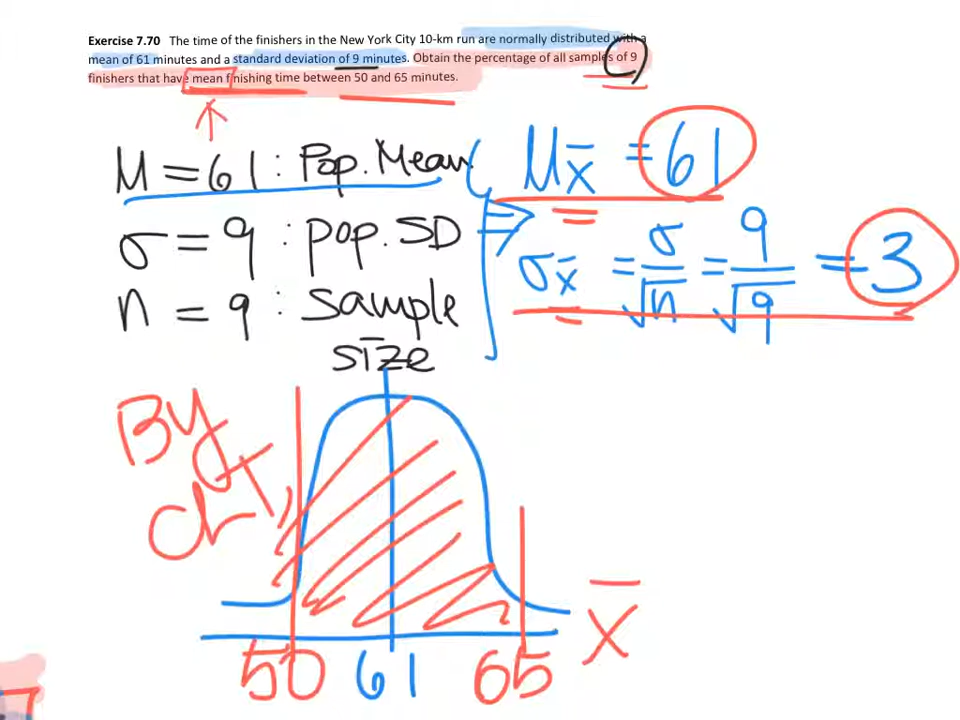 Exercise 7.70 The time of the finishers in the New York City 10-km run are normally distributed with a
mean of 61 minutes and a standard deviation of 9 minutes. Obtain the percentage of all samples of 9
finishers that have mean finishing time between 50 and 65 minutes.
M = 61 : Pop. Mean
σ = 9 : pop. SD
n = 9 : sample
size
Mx̄ = 61
σx̄ = σ/√n = 9/√9 = 3
By
CLT,
50 61 65 x̄